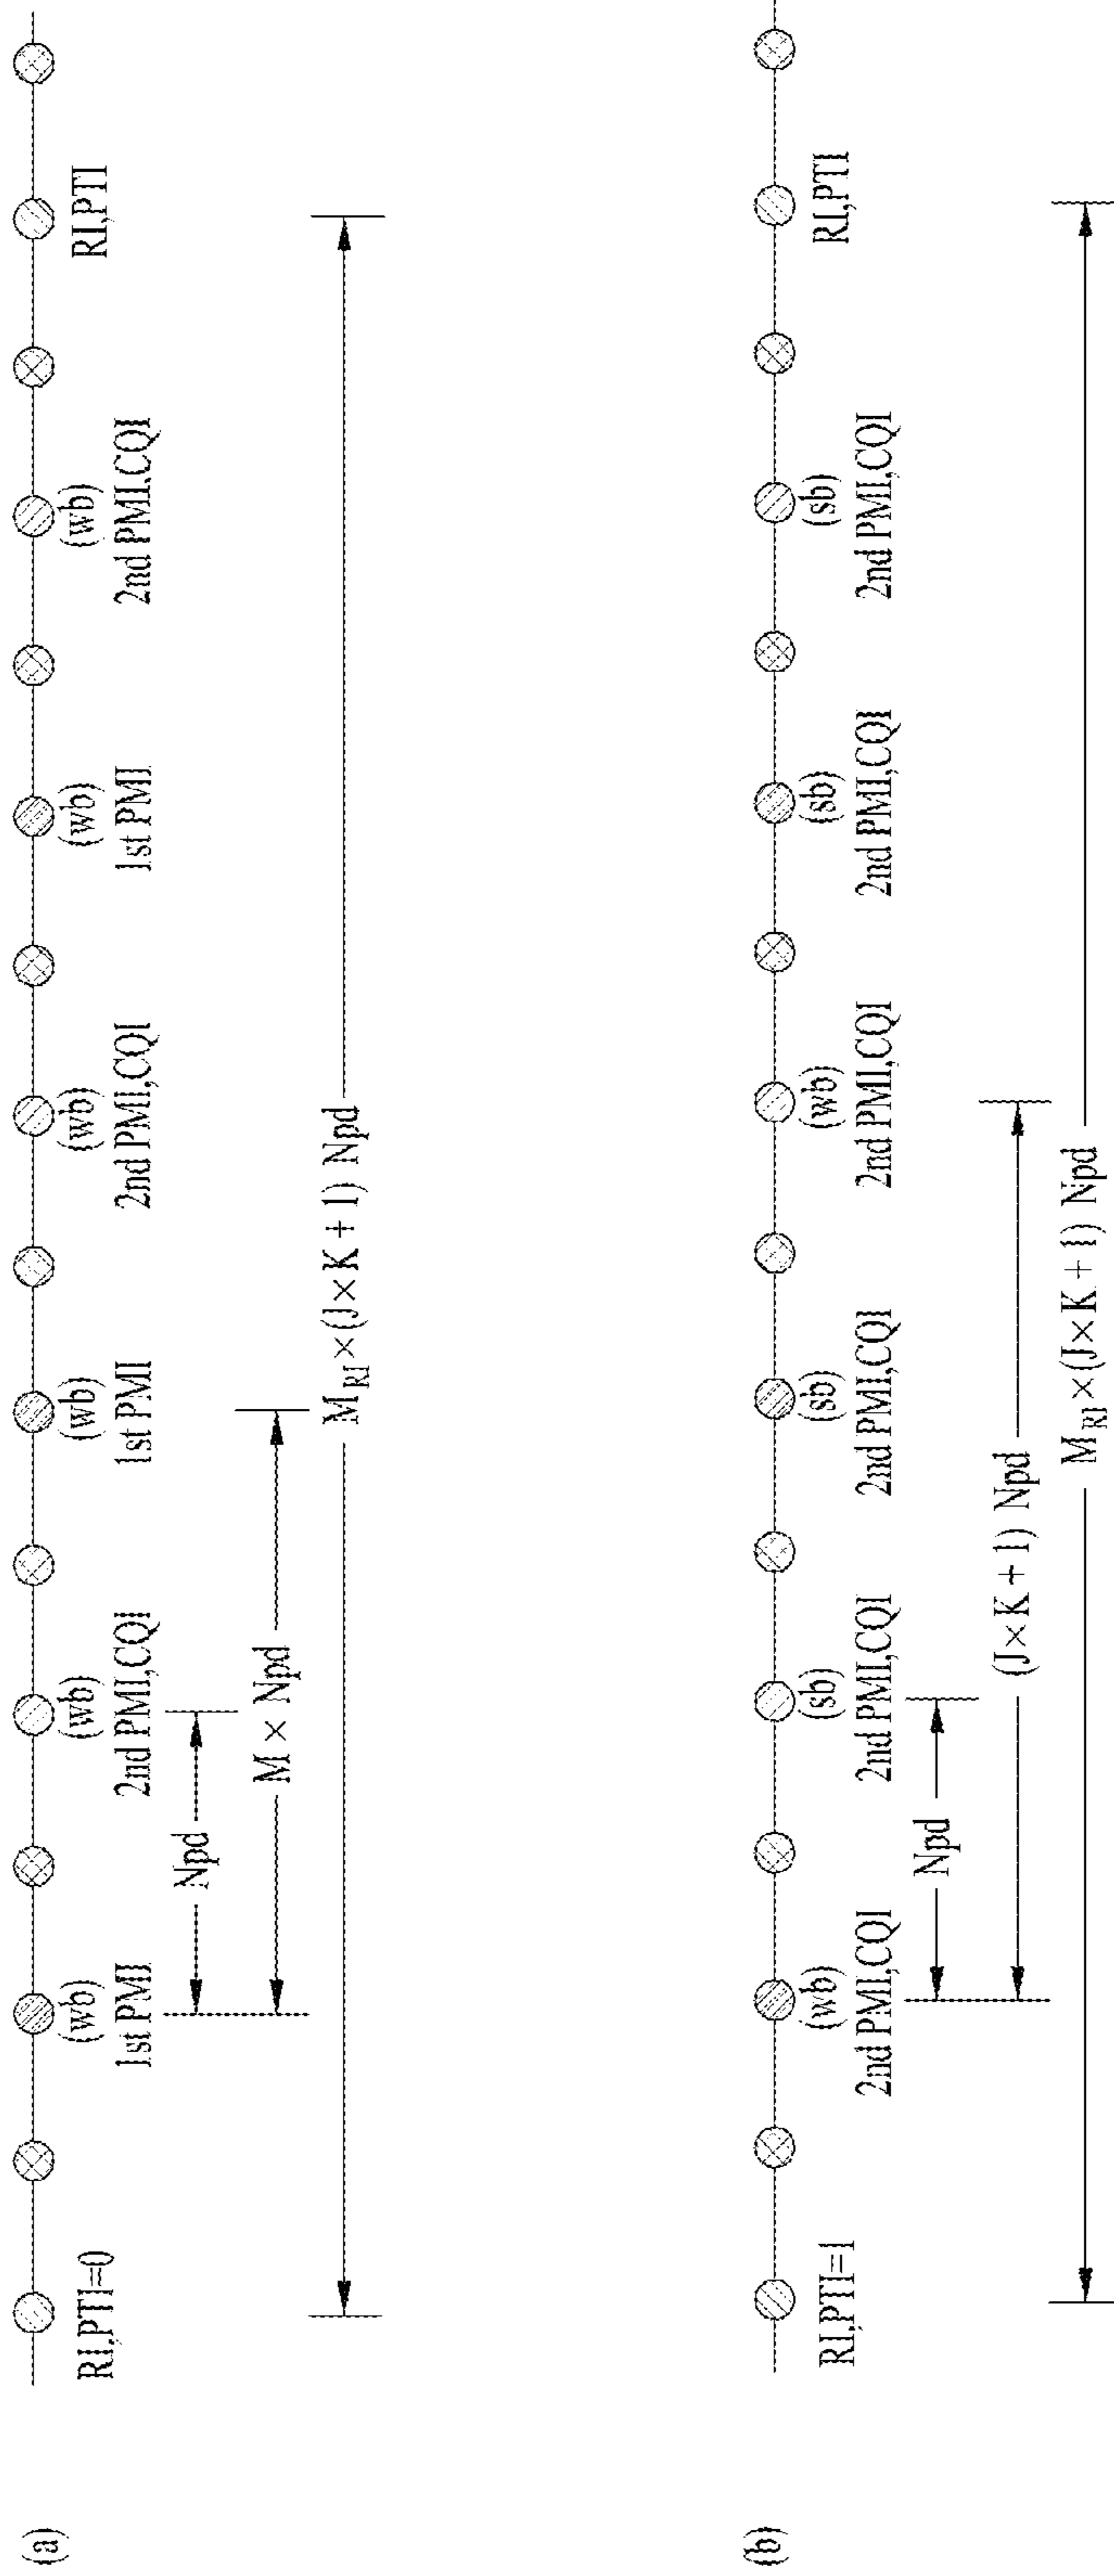 (a)
RI,PTI=0
(wb)
1st PMI
(wb)
2nd PMI,CQI
(wb)
1st PMI
(wb)
2nd PMI,CQI
(wb)
1st PMI
(wb)
2nd PMI,CQI
RI,PTI
Npd
M × Npd
M_RI × (J×K + 1) Npd
(b)
RI,PTI=1
(wb)
2nd PMI,CQI
(sb)
2nd PMI,CQI
(sb)
2nd PMI,CQI
(wb)
2nd PMI,CQI
(sb)
2nd PMI,CQI
(sb)
2nd PMI,CQI
RI,PTI
Npd
(J×K + 1) Npd
M_RI × (J×K + 1) Npd